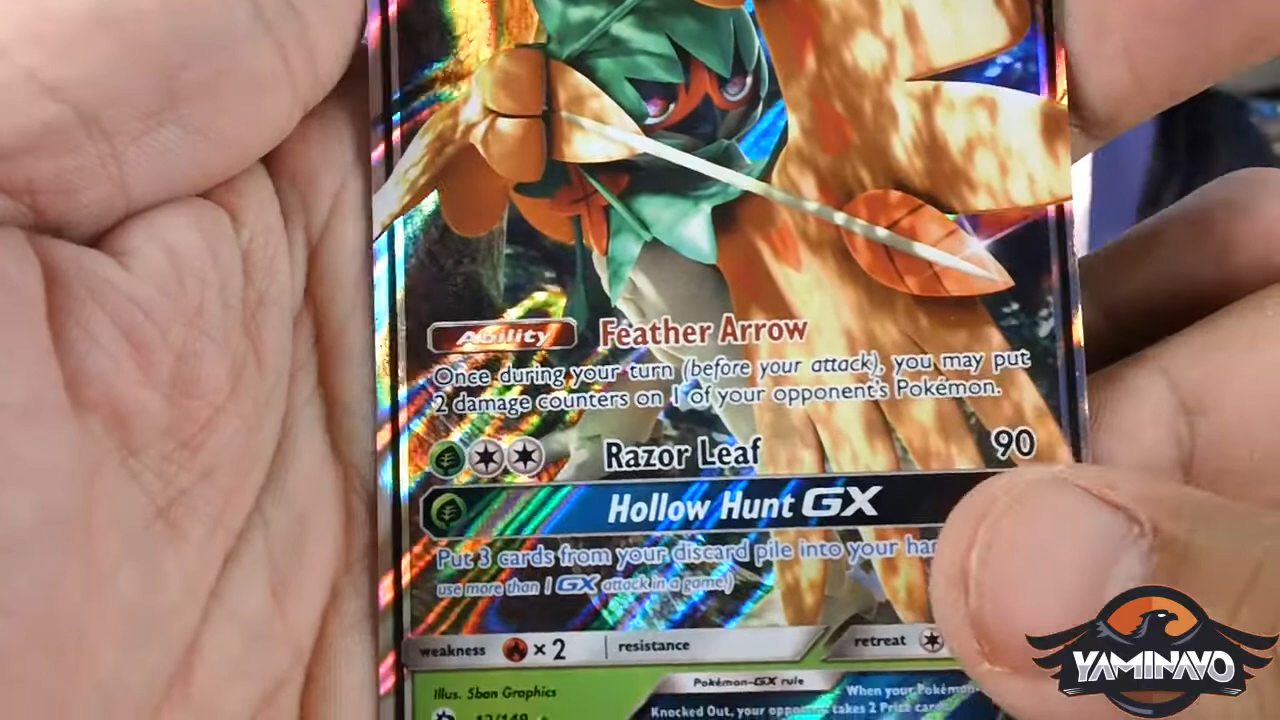 Ability Feather Arrow
Once during your turn (before your attack), you may put
2 damage counters on 1 of your opponent's Pokémon.
Razor Leaf 90
Hollow Hunt GX
Put 3 cards from your discard pile into your
use more than 1 GX attack in a game.)
weakness ×2 resistance retreat
Illus. 5ban Graphics
Pokémon-GX rule
12/149
When your Pokémon-
Knocked Out, your takes 2 Prize
YAMINAVO